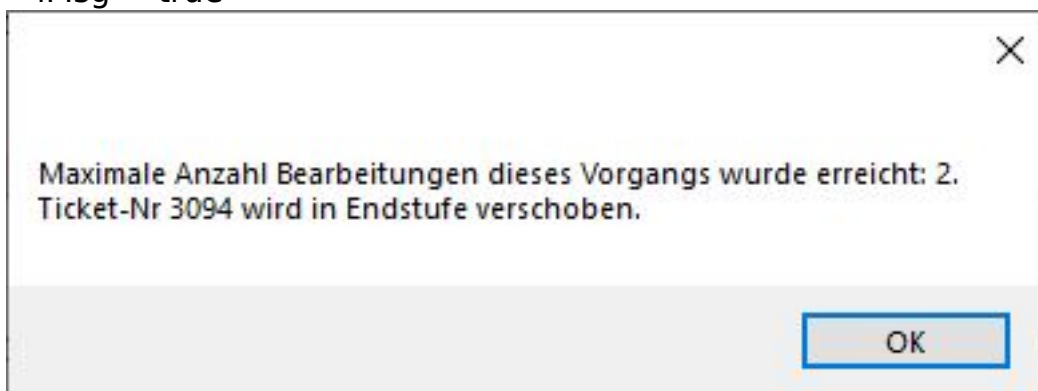 Maximale Anzahl Bearbeitungen dieses Vorgangs wurde erreicht: 2.
Ticket-Nr 3094 wird in Endstufe verschoben.
OK